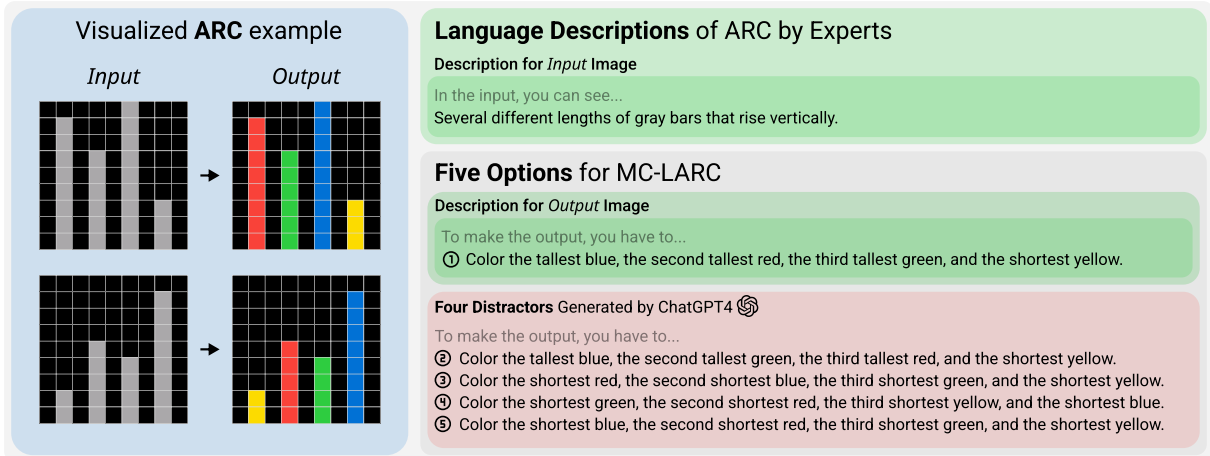 Visualized ARC example
Input
Output
Language Descriptions of ARC by Experts
Description for Input Image
In the input, you can see...
Several different lengths of gray bars that rise vertically.
Five Options for MC-LARC
Description for Output Image
To make the output, you have to...
① Color the tallest blue, the second tallest red, the third tallest green, and the shortest yellow.
Four Distractors Generated by ChatGPT4
To make the output, you have to...
② Color the tallest blue, the second tallest green, the third tallest red, and the shortest yellow.
③ Color the shortest red, the second shortest blue, the third shortest green, and the shortest yellow.
④ Color the shortest green, the second shortest red, the third shortest yellow, and the shortest blue.
⑤ Color the shortest blue, the second shortest red, the third shortest green, and the shortest yellow.